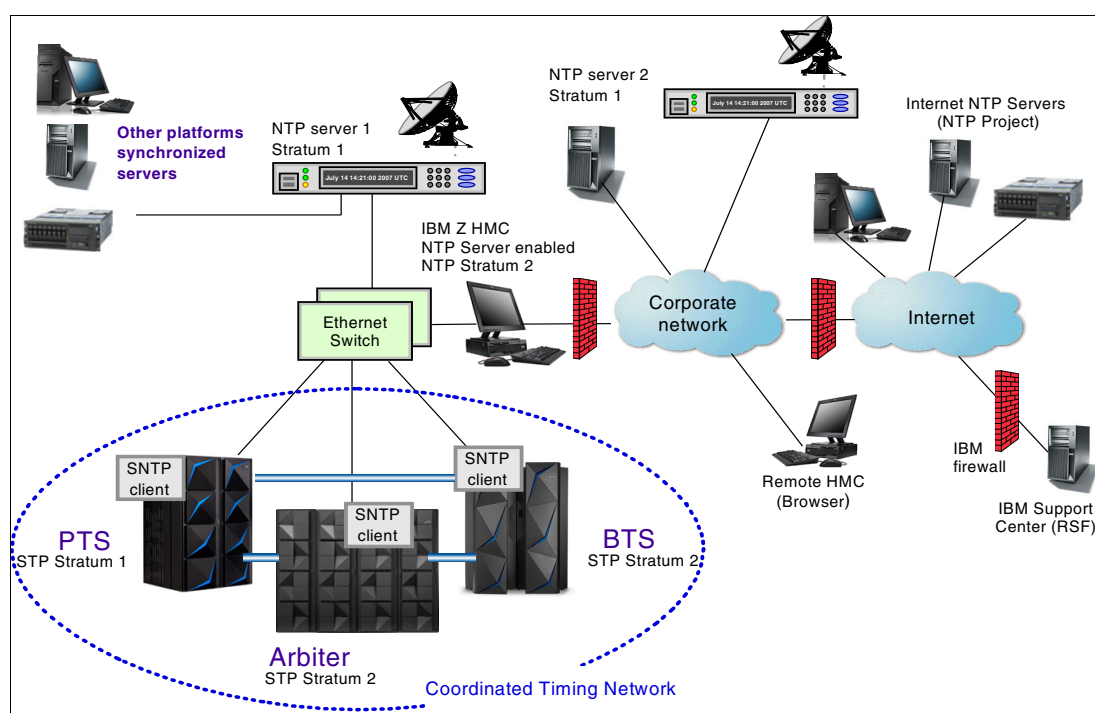 Other platforms
synchronized
servers
NTP server 1
Stratum 1
July 14 14:21:00 2007 UTC
NTP server 2
Stratum 1
July 14 14:21:00 2007 UTC
Internet NTP Servers
(NTP Project)
IBM Z HMC
NTP Server enabled
NTP Stratum 2
Ethernet
Switch
Corporate
network
Internet
SNTP
client
SNTP
client
SNTP
client
PTS
STP Stratum 1
BTS
STP Stratum 2
Arbiter
STP Stratum 2
Coordinated Timing Network
Remote HMC
(Browser)
IBM
firewall
IBM Support
Center (RSF)